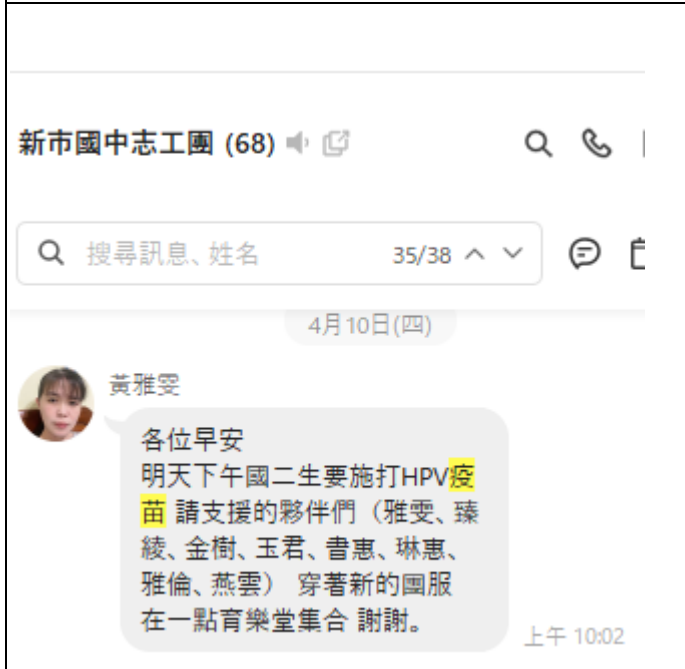 新市國中志工團 (68)
搜尋訊息、姓名 35/38
4月10日(四)
黃雅雯
各位早安
明天下午國二生要施打HPV疫
苗 請支援的夥伴們（雅雯、臻
綾、金樹、玉君、書惠、琳惠、
雅倫、燕雲） 穿著新的團服
在一點育樂堂集合 謝謝。
上午 10:02